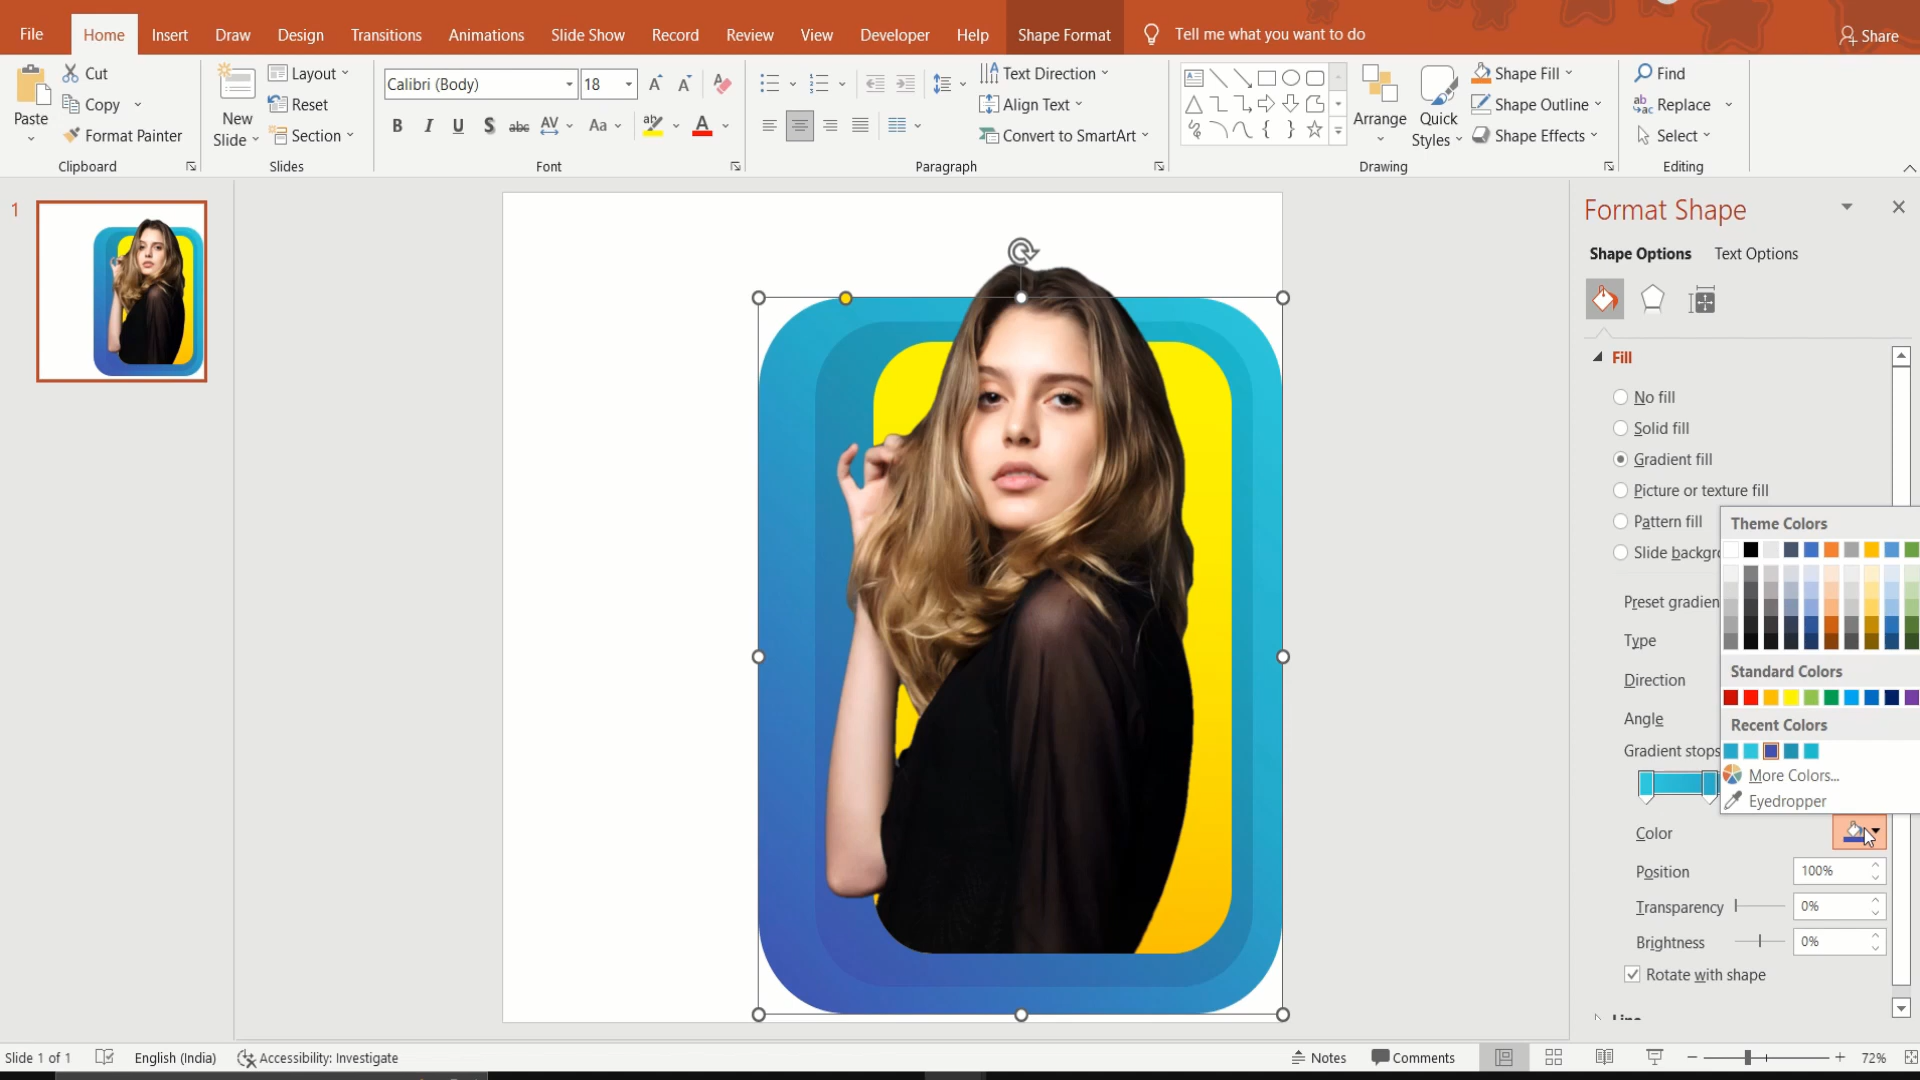 File Home Insert Draw Design Transitions Animations Slide Show Record Review View Developer Help Shape Format Tell me what you want to do Share
Paste
Cut
Copy
Format Painter
Clipboard
New
Slide
Layout
Reset
Section
Slides
Calibri (Body) 18
B I U S abc AV Aa A
Font
Paragraph
Text Direction
Align Text
Convert to SmartArt
Arrange
Quick
Styles
Shape Fill
Shape Outline
Shape Effects
Drawing
Find
Replace
Select
Editing
1
Format Shape
Shape Options Text Options
Fill
No fill
Solid fill
Gradient fill
Picture or texture fill
Pattern fill
Slide backgr
Preset gradien
Type
Direction
Angle
Gradient stops
Theme Colors
Standard Colors
Recent Colors
More Colors...
Eyedropper
Color
Position 100%
Transparency 0%
Brightness 0%
Rotate with shape
Slide 1 of 1 English (India) Accessibility: Investigate Notes Comments 72%